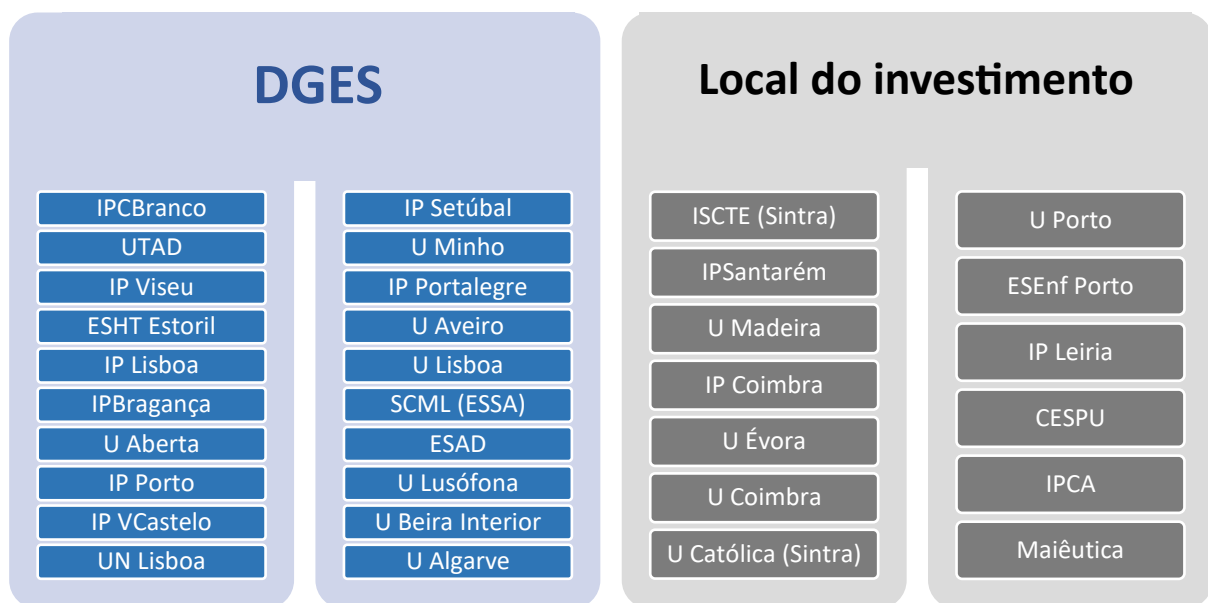 DGES
IPCBranco
UTAD
IP Viseu
ESHT Estoril
IP Lisboa
IPBragança
U Aberta
IP Porto
IP VCastelo
UN Lisboa
IP Setúbal
U Minho
IP Portalegre
U Aveiro
U Lisboa
SCML (ESSA)
ESAD
U Lusófona
U Beira Interior
U Algarve
Local do investimento
ISCTE (Sintra)
IPSantarém
U Madeira
IP Coimbra
U Évora
U Coimbra
U Católica (Sintra)
U Porto
ESEnf Porto
IP Leiria
CESPU
IPCA
Maiêutica